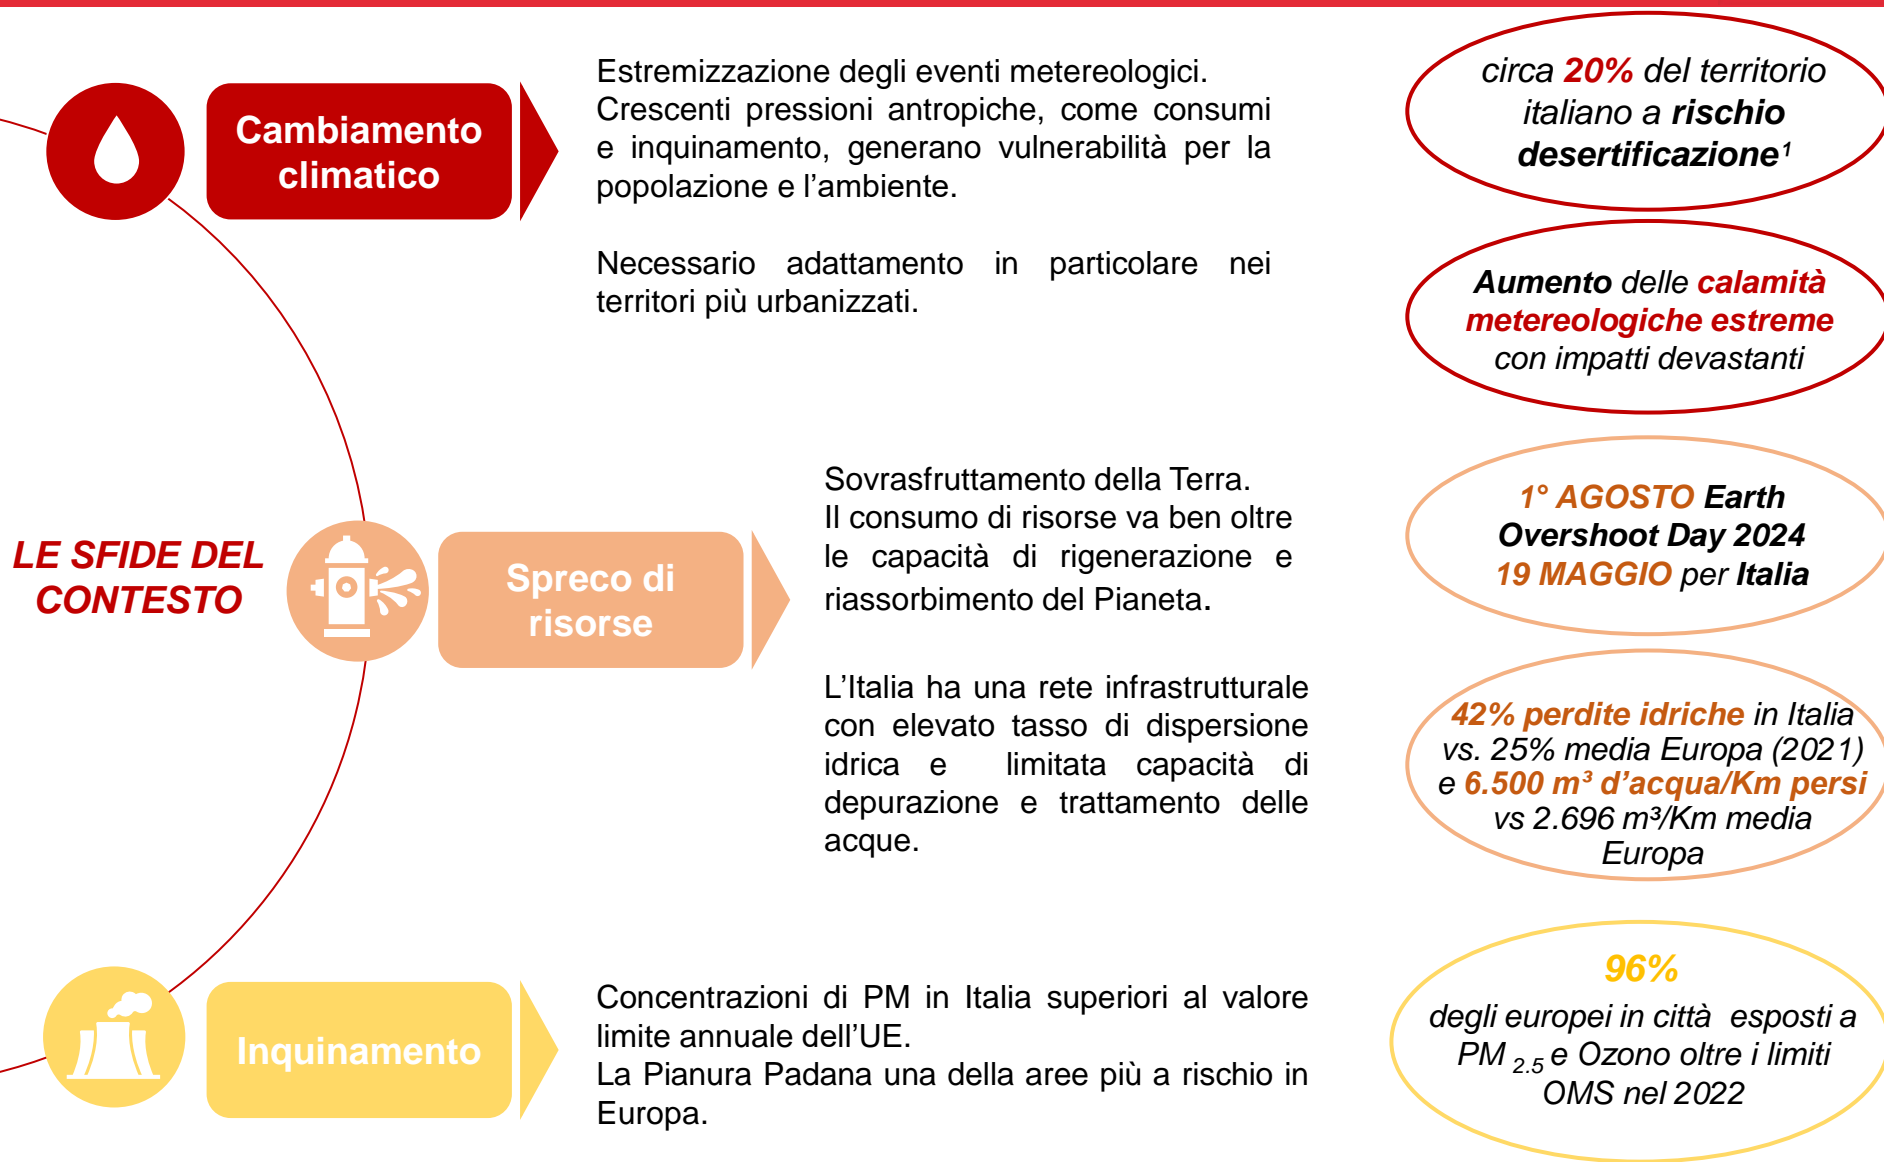 LE SFIDE DEL
CONTESTO
Cambiamento
climatico
Estremizzazione degli eventi metereologici.
Crescenti pressioni antropiche, come consumi
e inquinamento, generano vulnerabilità per la
popolazione e l’ambiente.
Necessario adattamento in particolare nei
territori più urbanizzati.
circa 20% del territorio
italiano a rischio
desertificazione¹
Aumento delle calamità
metereologiche estreme
con impatti devastanti
Spreco di
risorse
Sovrasfruttamento della Terra.
Il consumo di risorse va ben oltre
le capacità di rigenerazione e
riassorbimento del Pianeta.
L’Italia ha una rete infrastrutturale
con elevato tasso di dispersione
idrica e limitata capacità di
depurazione e trattamento delle
acque.
1° AGOSTO Earth
Overshoot Day 2024
19 MAGGIO per Italia
42% perdite idriche in Italia
vs. 25% media Europa (2021)
e 6.500 m³ d’acqua/Km persi
vs 2.696 m³/Km media
Europa
Inquinamento
Concentrazioni di PM in Italia superiori al valore
limite annuale dell’UE.
La Pianura Padana una della aree più a rischio in
Europa.
96%
degli europei in città esposti a
PM 2.5 e Ozono oltre i limiti
OMS nel 2022